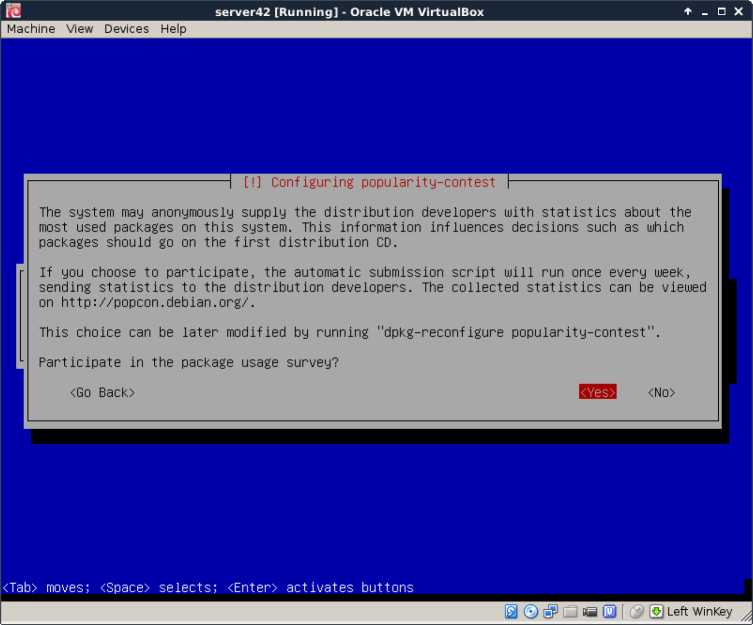 server42 [Running] - Oracle VM VirtualBox
Machine View Devices Help
[!] Configuring popularity-contest
The system may anonymously supply the distribution developers with statistics about the
most used packages on this system. This information influences decisions such as which
packages should go on the first distribution CD.
If you choose to participate, the automatic submission script will run once every week,
sending statistics to the distribution developers. The collected statistics can be viewed
on http://popcon.debian.org/.
This choice can be later modified by running "dpkg-reconfigure popularity-contest".
Participate in the package usage survey?
<Go Back> <Yes> <No>
<Tab> moves; <Space> selects; <Enter> activates buttons
Left WinKey